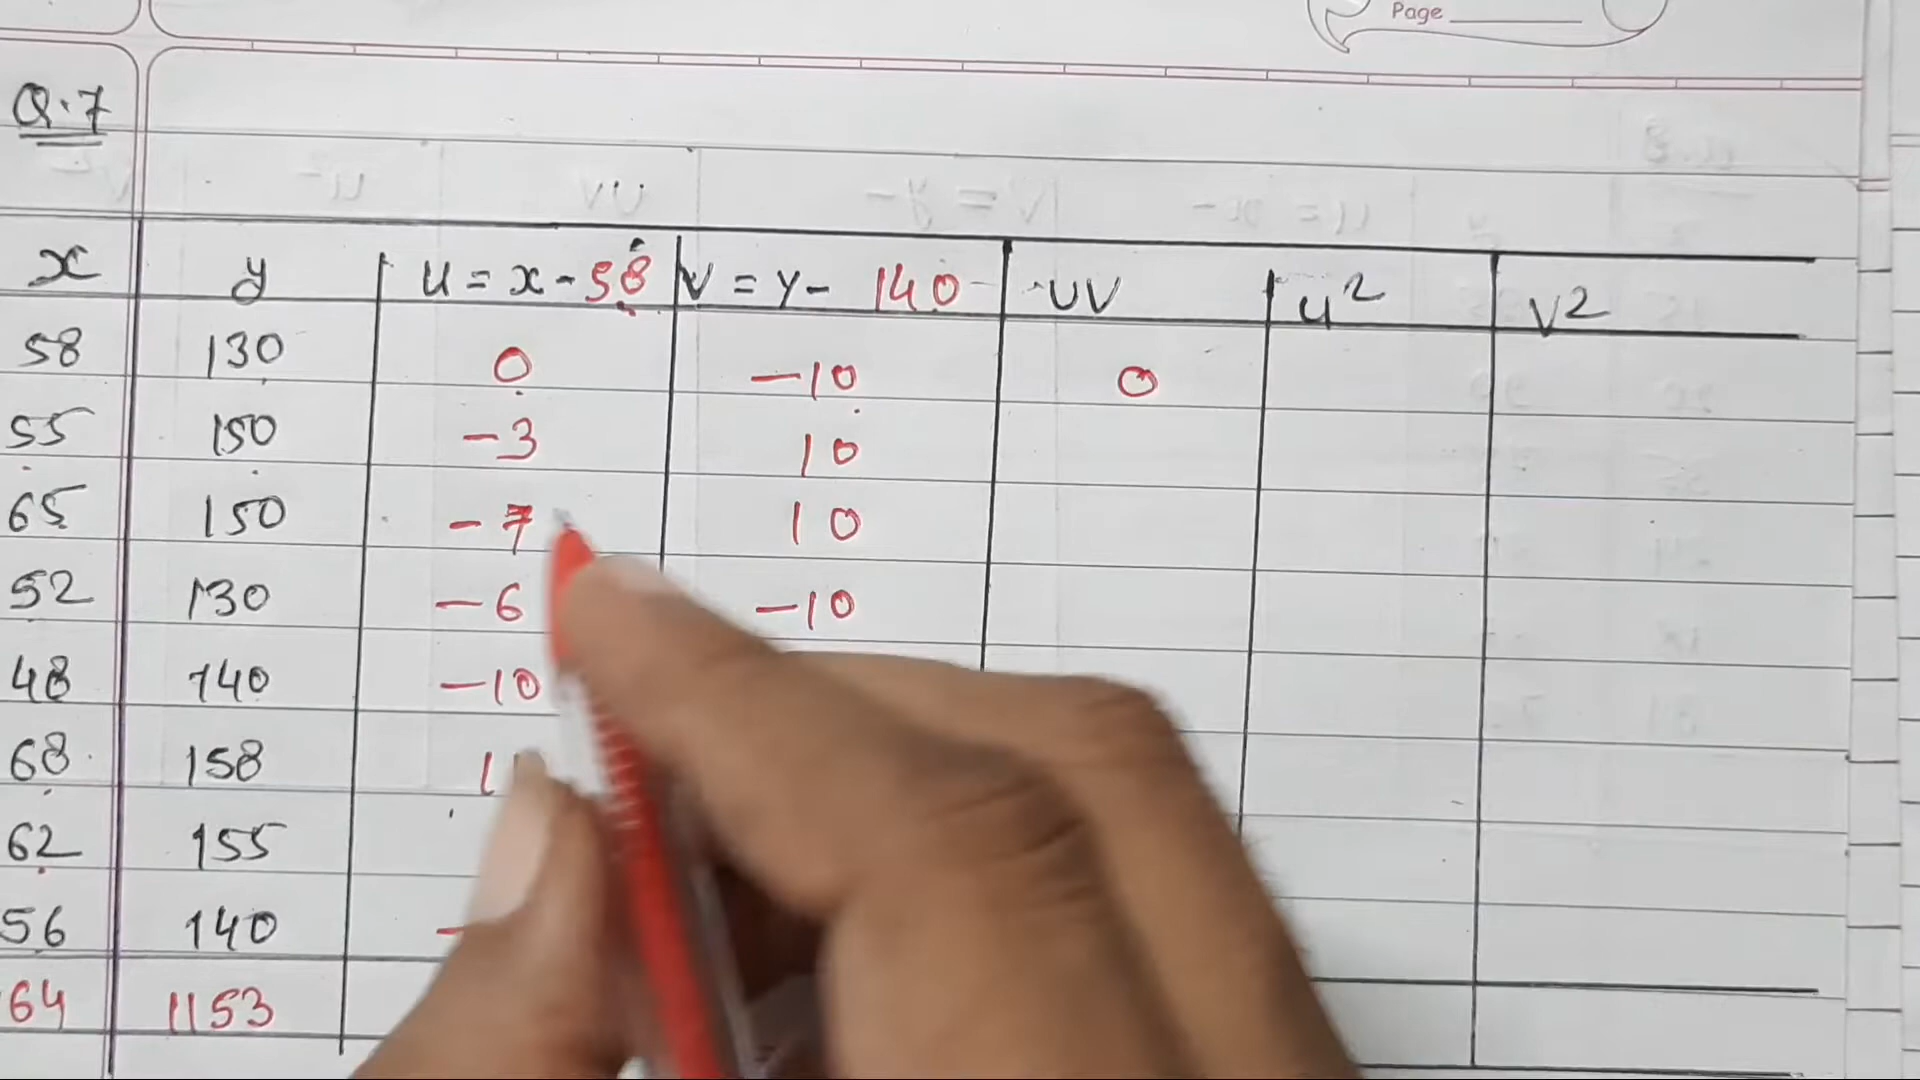 Page
Q.7
x y u = x - 58 v = y - 140 uv u² v²
58 130 0 -10 0
55 150 -3 10
65 150 -7 10
52 130 -6 -10
48 140 -10
68 158
62 155
56 140 -
64 1153